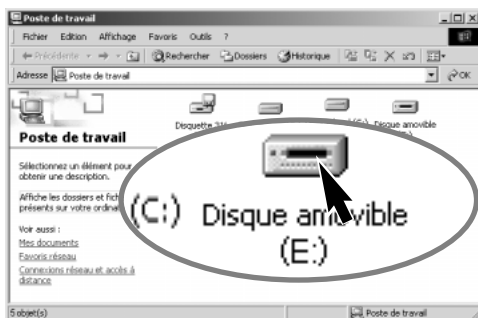 Poste de travail
Fichier Edition Affichage Favoris Outils ?
Précédente Rechercher Dossiers Historique
Adresse Poste de travail OK
Disquette 3½ Disque amovible
Poste de travail
Sélectionnez un élément pour
obtenir une description.
Affiche les dossiers et
présents sur votre
Voir aussi :
Mes documents
Favoris réseau
Connexions réseau et accès à
distance
(C:) Disque amovible
(E:)
5 objet(s) Poste de travail